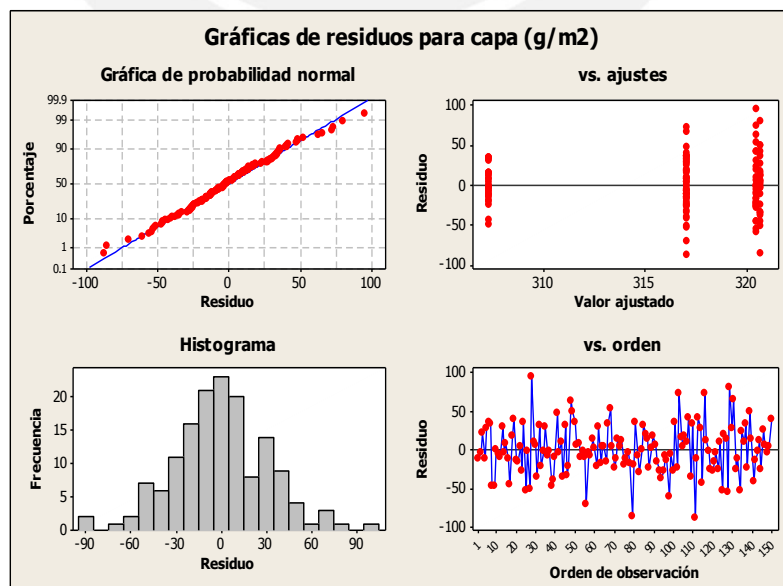 Gráficas de residuos para capa (g/m2)
Gráfica de probabilidad normal
99.9
99
90
50
10
1
0.1
Porcentaje
-100 -50 0 50 100
Residuo
vs. ajustes
100
50
0
-50
-100
Residuo
310 315 320
Valor ajustado
Histograma
20
15
10
5
0
Frecuencia
-90 -60 -30 0 30 60 90
Residuo
vs. orden
100
50
0
-50
-100
Residuo
1 10 20 30 40 50 60 70 80 90 100 110 120 130 140 150
Orden de observación